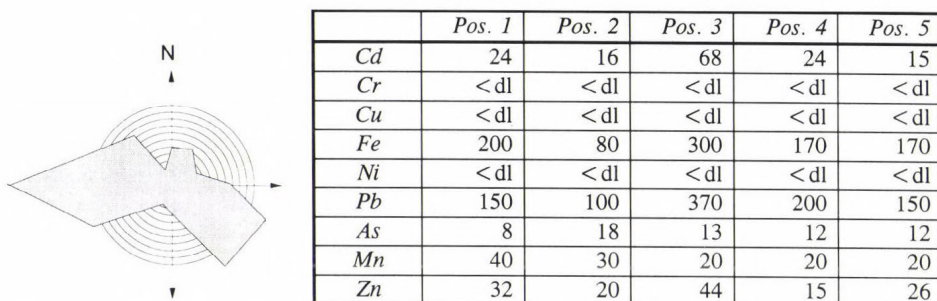 N
Pos. 1 Pos. 2 Pos. 3 Pos. 4 Pos. 5
Cd 24 16 68 24 15
Cr < dl < dl < dl < dl < dl
Cu < dl < dl < dl < dl < dl
Fe 200 80 300 170 170
Ni < dl < dl < dl < dl < dl
Pb 150 100 370 200 150
As 8 18 13 12 12
Mn 40 30 20 20 20
Zn 32 20 44 15 26